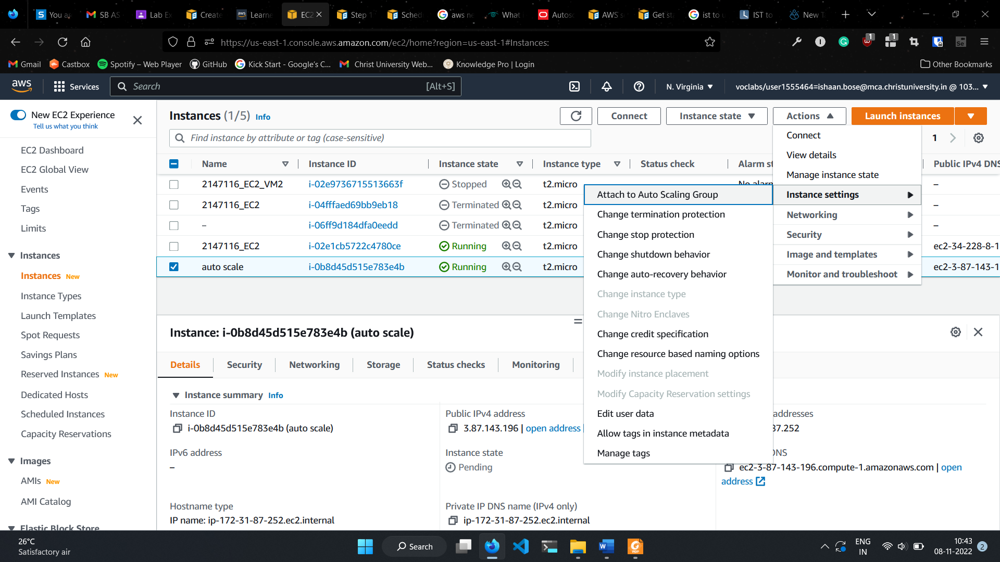 You a
SB AS
Lab E
Create
Learne
EC2
Step 1
Sched
aws ne
What i
Autos
AWS s
Get st
ist to u
IST to
New T
https://us-east-1.console.aws.amazon.com/ec2/home?region=us-east-1#Instances:
1
1
Gmail
Castbox
Spotify – Web Player
GitHub
Kick Start - Google's C...
Christ University Web...
Knowledge Pro | Login
Other Bookmarks
aws
Services
Search
[Alt+S]
N. Virginia
voclabs/user1555464=ishaan.bose@mca.christuniversity.in @ 103...
New EC2 Experience
Tell us what you think
EC2 Dashboard
EC2 Global View
Events
Tags
Limits
Instances
Instances New
Instance Types
Launch Templates
Spot Requests
Savings Plans
Reserved Instances New
Dedicated Hosts
Scheduled Instances
Capacity Reservations
Images
AMIs New
AMI Catalog
Elastic Block Store
Instances (1/5) Info
Connect
Instance state
Actions
Launch instances
Find instance by attribute or tag (case-sensitive)
1
Name
Instance ID
Instance state
Instance type
Status check
Alarm st
Public IPv4 DNS
2147116_EC2_VM2 i-02e9736715513663f Stopped t2.micro No alarm –
2147116_EC2 i-04fffaed69bb9eb18 Terminated t2.micro –
– i-06ff9d184dfa0eedd Terminated t2.micro –
2147116_EC2 i-02e1cb5722c4780ce Running t2.micro ec2-34-228-8-1
auto scale i-0b8d45d515e783e4b Running t2.micro ec2-3-87-143-1
Connect
View details
Manage instance state
Instance settings
Networking
Security
Image and templates
Monitor and troubleshoot
Attach to Auto Scaling Group
Change termination protection
Change stop protection
Change shutdown behavior
Change auto-recovery behavior
Change instance type
Change Nitro Enclaves
Change credit specification
Change resource based naming options
Modify instance placement
Modify Capacity Reservation settings
Edit user data
Allow tags in instance metadata
Manage tags
Instance: i-0b8d45d515e783e4b (auto scale)
Details
Security
Networking
Storage
Status checks
Monitoring
Instance summary Info
Instance ID
i-0b8d45d515e783e4b (auto scale)
Public IPv4 address
3.87.143.196 | open address
addresses
87.252
IPv6 address
–
Instance state
Pending
DNS
ec2-3-87-143-196.compute-1.amazonaws.com | open
address
Hostname type
IP name: ip-172-31-87-252.ec2.internal
Private IP DNS name (IPv4 only)
ip-172-31-87-252.ec2.internal
26°C
Satisfactory air
Search
ENG
IN
10:43
08-11-2022
2